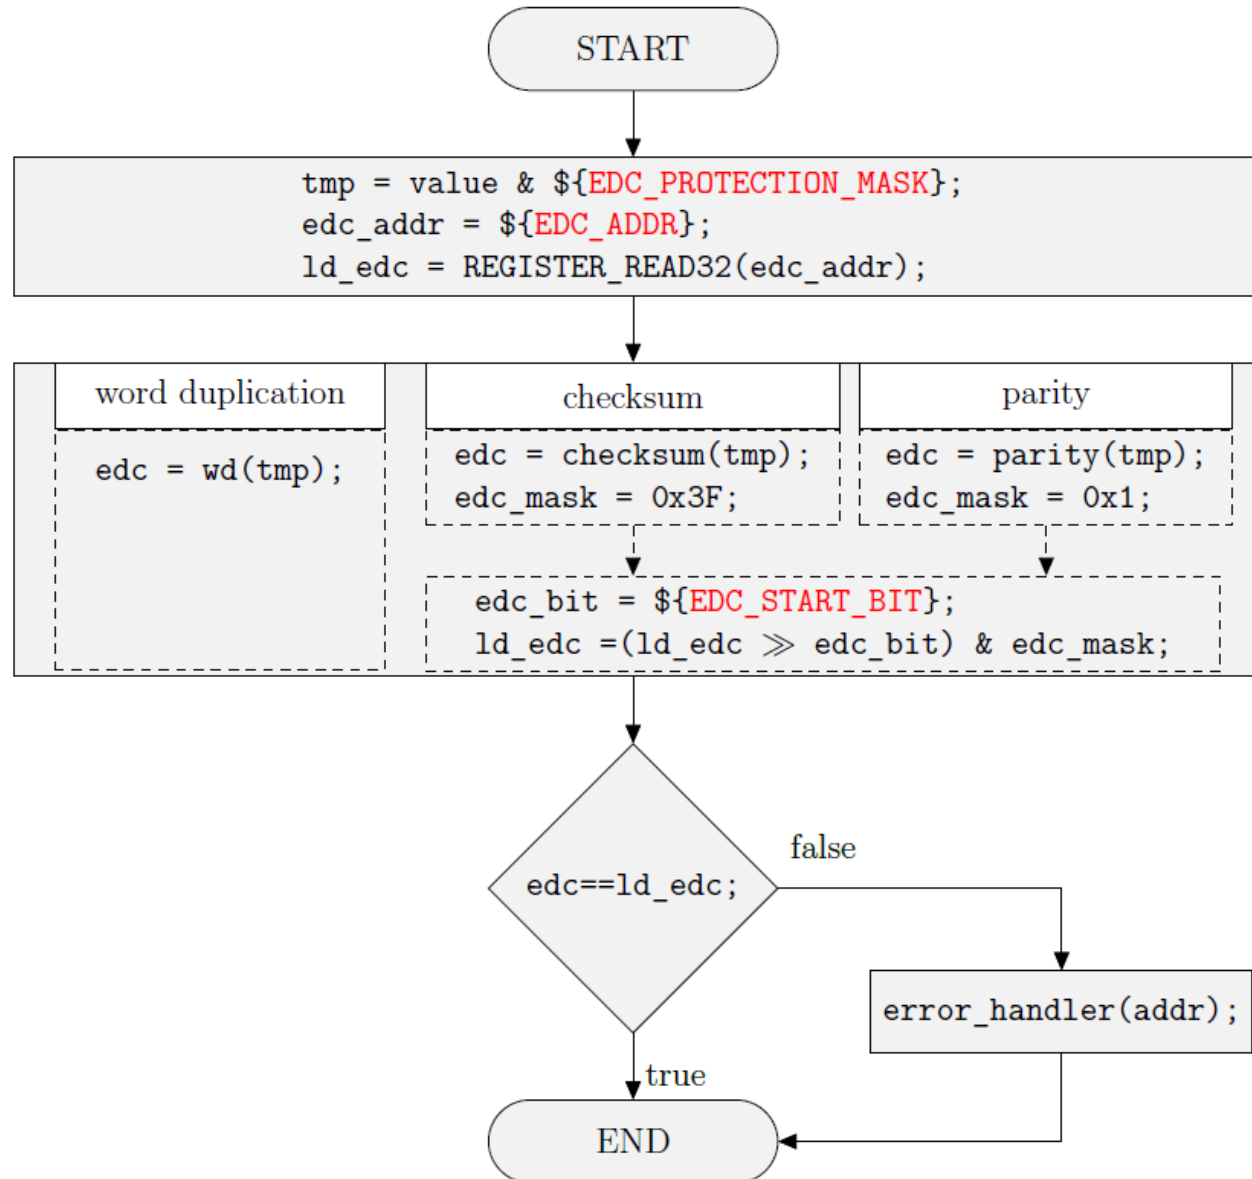 START
tmp = value & ${EDC_PROTECTION_MASK};
edc_addr = ${EDC_ADDR};
ld_edc = REGISTER_READ32(edc_addr);
word duplication
edc = wd(tmp);
checksum
edc = checksum(tmp);
edc_mask = 0x3F;
parity
edc = parity(tmp);
edc_mask = 0x1;
edc_bit = ${EDC_START_BIT};
ld_edc =(ld_edc ≫ edc_bit) & edc_mask;
edc==ld_edc;
false
error_handler(addr);
true
END